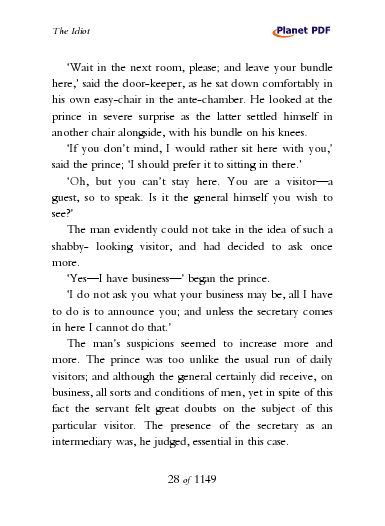 The Idiot
Planet PDF
'Wait in the next room, please; and leave your bundle
here,' said the door-keeper, as he sat down comfortably in
his own easy-chair in the ante-chamber. He looked at the
prince in severe surprise as the latter settled himself in
another chair alongside, with his bundle on his knees.
'If you don't mind, I would rather sit here with you,'
said the prince; 'I should prefer it to sitting in there.'
'Oh, but you can't stay here. You are a visitor—a
guest, so to speak. Is it the general himself you wish to
see?'
The man evidently could not take in the idea of such a
shabby- looking visitor, and had decided to ask once
more.
'Yes—I have business—' began the prince.
'I do not ask you what your business may be, all I have
to do is to announce you; and unless the secretary comes
in here I cannot do that.'
The man's suspicions seemed to increase more and
more. The prince was too unlike the usual run of daily
visitors; and although the general certainly did receive, on
business, all sorts and conditions of men, yet in spite of this
fact the servant felt great doubts on the subject of this
particular visitor. The presence of the secretary as an
intermediary was, he judged, essential in this case.
28 of 1149